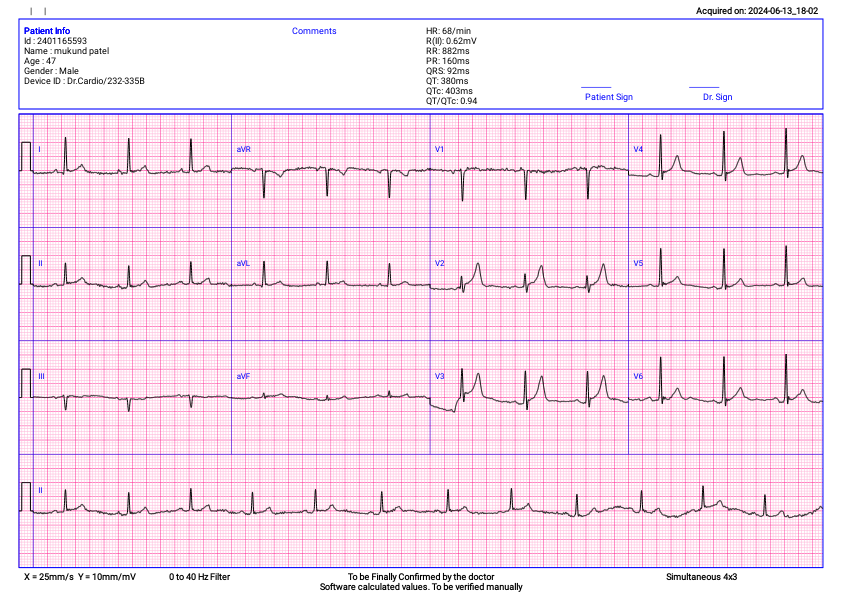 Acquired on: 2024-06-13_18-02
Patient Info
Id : 2401165593
Name : mukund patel
Age : 47
Gender : Male
Device ID : Dr.Cardio/232-335B
Comments
HR: 68/min
R(II): 0.62mV
RR: 882ms
PR: 160ms
QRS: 92ms
QT: 380ms
QTc: 403ms
QT/QTc: 0.94
Patient Sign
Dr. Sign
I
aVR
V1
V4
II
aVL
V2
V5
III
aVF
V3
V6
II
X = 25mm/s Y = 10mm/mV
0 to 40 Hz Filter
To be Finally Confirmed by the doctor
Software calculated values. To be verified manually
Simultaneous 4x3